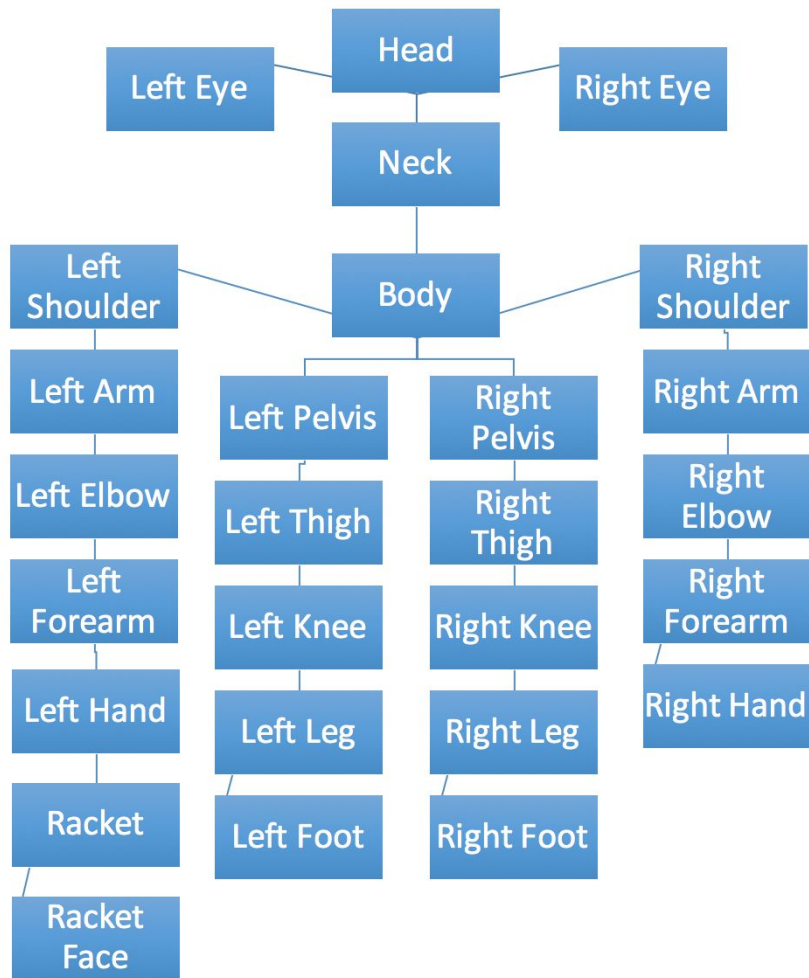 Head
Left Eye
Right Eye
Neck
Left
Shoulder
Body
Right
Shoulder
Left Arm
Left Pelvis
Right
Pelvis
Right Arm
Left Elbow
Left Thigh
Right
Thigh
Right
Elbow
Left
Forearm
Left Knee
Right Knee
Right
Forearm
Left Hand
Left Leg
Right Leg
Right Hand
Racket
Left Foot
Right Foot
Racket
Face